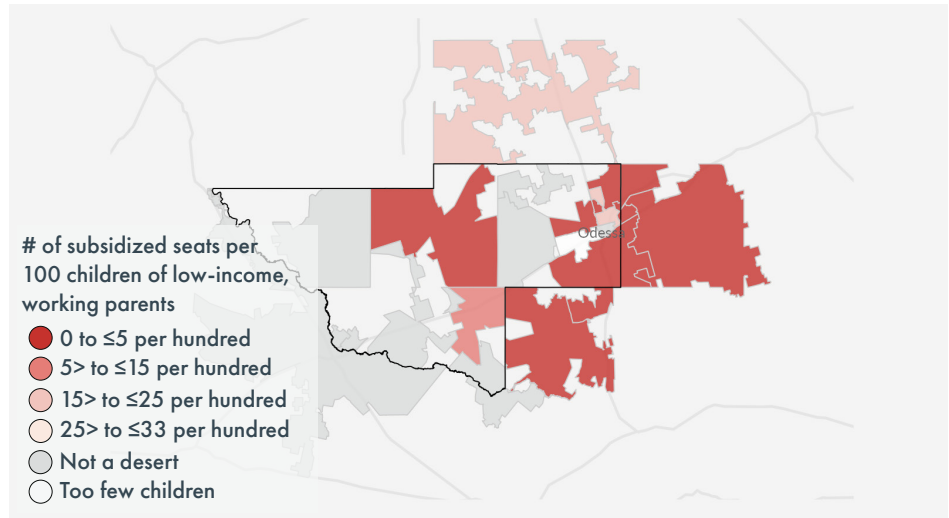 Odessa
# of subsidized seats per
100 children of low-income,
working parents
0 to ≤5 per hundred
5> to ≤15 per hundred
15> to ≤25 per hundred
25> to ≤33 per hundred
Not a desert
Too few children